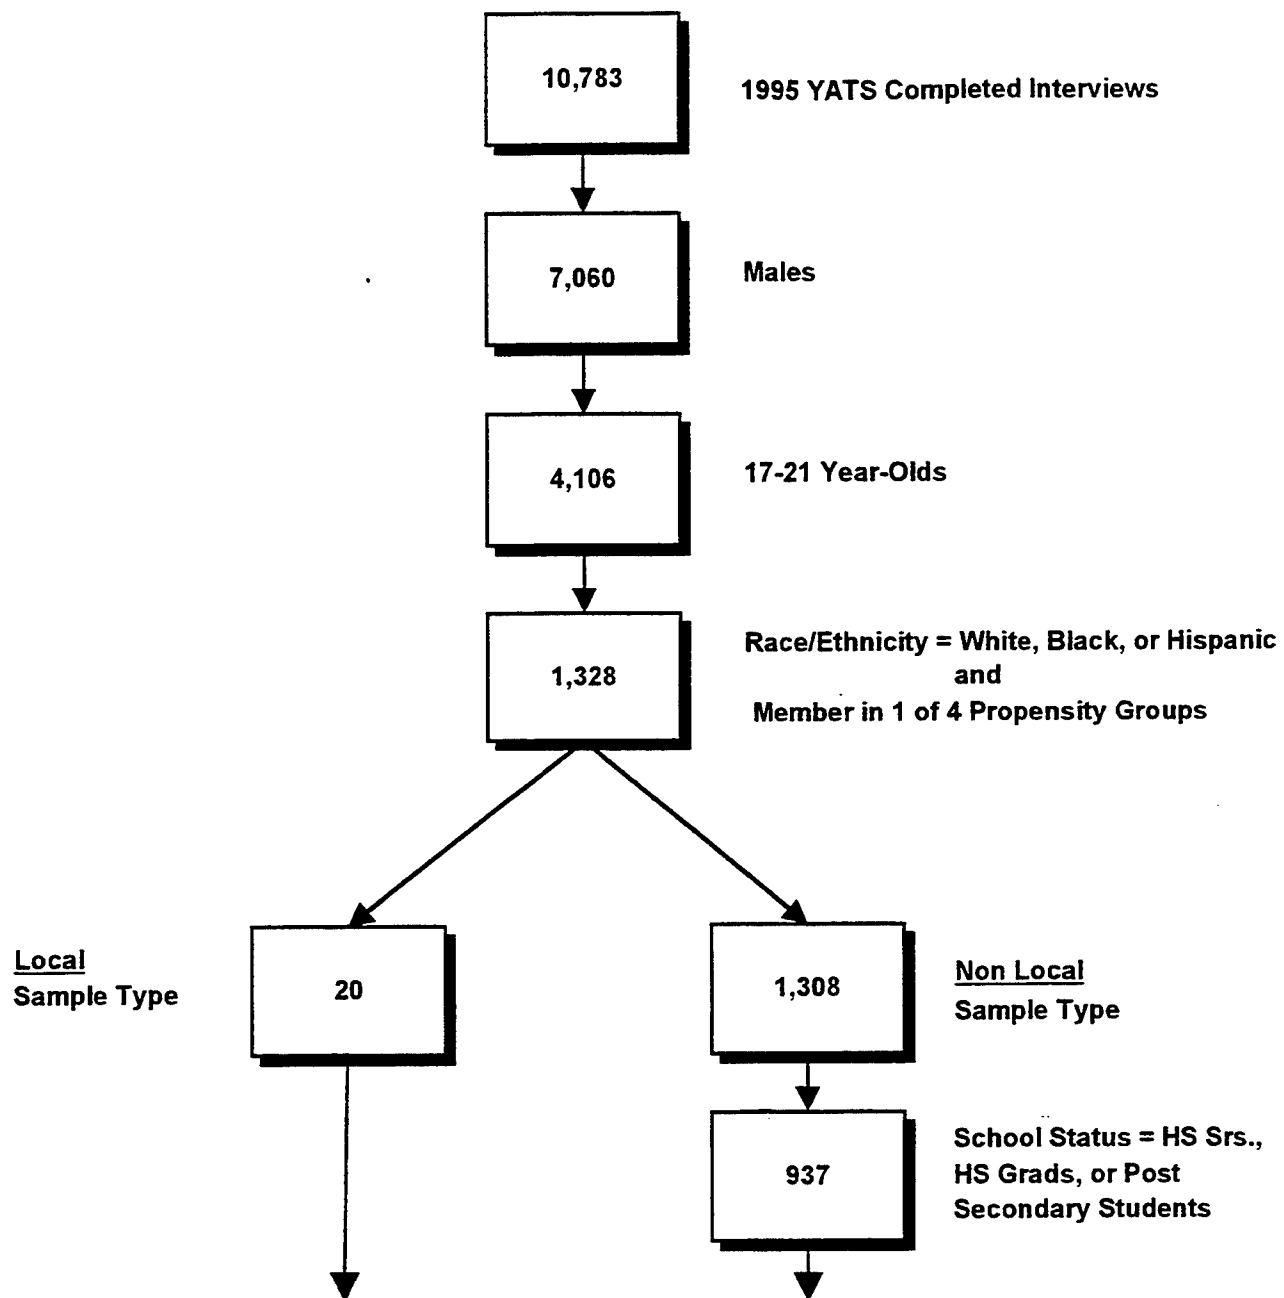 10,783
1995 YATS Completed Interviews
7,060
Males
4,106
17-21 Year-Olds
1,328
Race/Ethnicity = White, Black, or Hispanic
and
Member in 1 of 4 Propensity Groups
Local
Sample Type
20
1,308
Non Local
Sample Type
937
School Status = HS Srs.,
HS Grads, or Post
Secondary Students